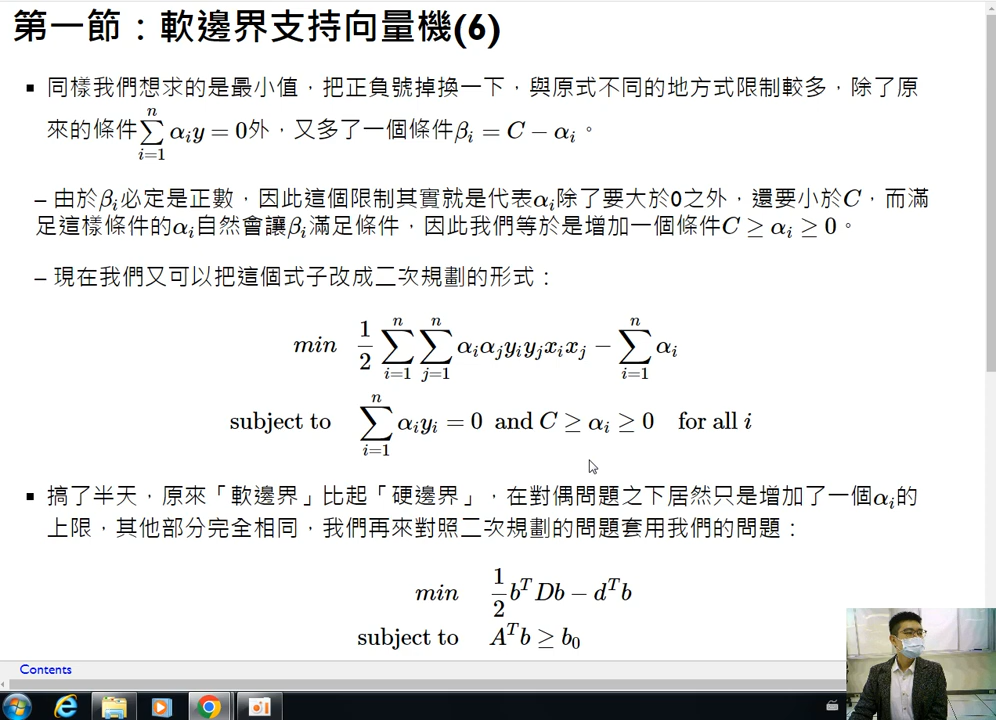 第一節：軟邊界支持向量機(6)
▪ 同樣我們想求的是最小值，把正負號掉換一下，與原式不同的地方式限制較多，除了原
來的條件\sum_{i=1}^{n} α_i y = 0外，又多了一個條件β_i = C − α_i。
– 由於β_i必定是正數，因此這個限制其實就是代表α_i除了要大於0之外，還要小於C，而滿
足這樣條件的α_i自然會讓β_i滿足條件，因此我們等於是增加一個條件C ≥ α_i ≥ 0。
– 現在我們又可以把這個式子改成二次規劃的形式：
min \frac{1}{2} \sum_{i=1}^{n} \sum_{j=1}^{n} α_i α_j y_i y_j x_i x_j − \sum_{i=1}^{n} α_i
subject to \sum_{i=1}^{n} α_i y_i = 0 and C ≥ α_i ≥ 0 for all i
▪ 搞了半天，原來「軟邊界」比起「硬邊界」，在對偶問題之下居然只是增加了一個α_i的
上限，其他部分完全相同，我們再來對照二次規劃的問題套用我們的問題：
min \frac{1}{2} b^T Db − d^T b
subject to A^T b ≥ b_0
Contents